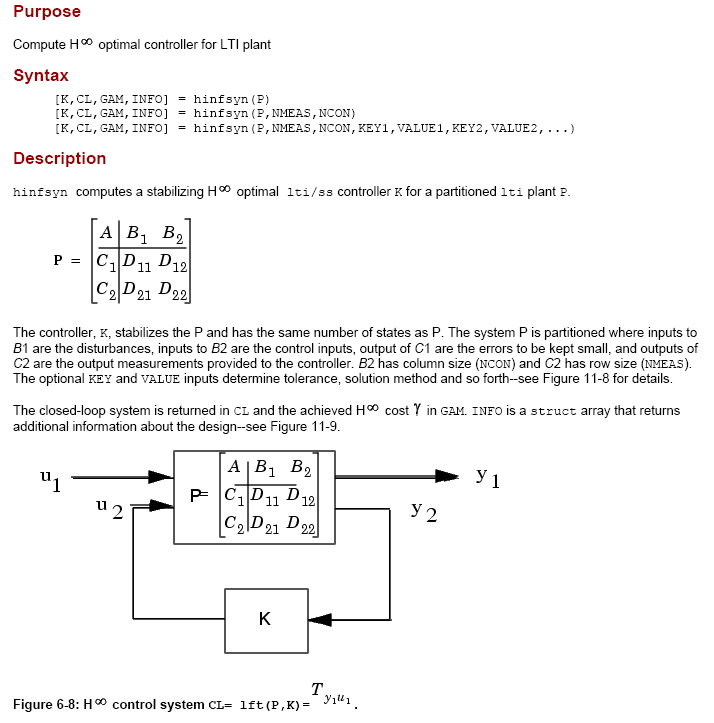 Purpose
Compute H∞ optimal controller for LTI plant
Syntax
[K,CL,GAM,INFO] = hinfsyn(P)
[K,CL,GAM,INFO] = hinfsyn(P,NMEAS,NCON)
[K,CL,GAM,INFO] = hinfsyn(P,NMEAS,NCON,KEY1,VALUE1,KEY2,VALUE2,...)
Description
hinfsyn computes a stabilizing H∞ optimal lti/ss controller K for a partitioned lti plant P.
A B1 B2
P = C1 D11 D12
C2 D21 D22
The controller, K, stabilizes the P and has the same number of states as P. The system P is partitioned where inputs to
B1 are the disturbances, inputs to B2 are the control inputs, output of C1 are the errors to be kept small, and outputs of
C2 are the output measurements provided to the controller. B2 has column size (NCON) and C2 has row size (NMEAS).
The optional KEY and VALUE inputs determine tolerance, solution method and so forth--see Figure 11-8 for details.
The closed-loop system is returned in CL and the achieved H∞ cost γ in GAM. INFO is a struct array that returns
additional information about the design--see Figure 11-9.
A B1 B2
u1 P= C1 D11 D12 y1
u2 C2 D21 D22 y2
K
Figure 6-8: H∞ control system CL= lft(P,K)= Ty1u1.